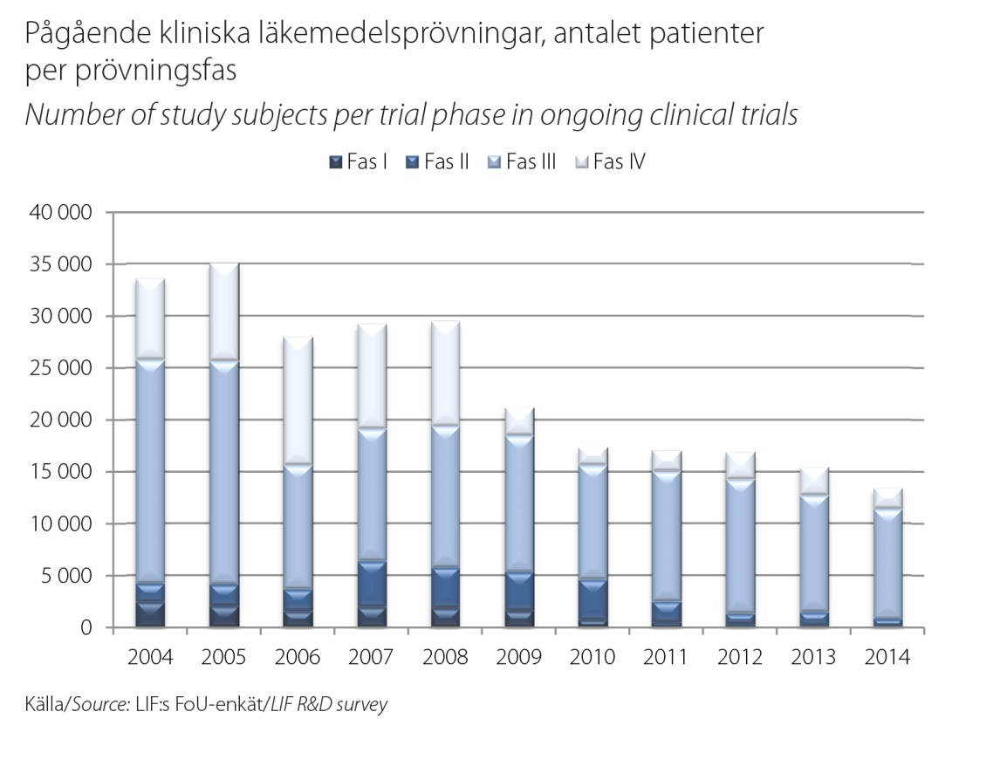 Pågående kliniska läkemedelsprövningar, antalet patienter
per prövningsfas
Number of study subjects per trial phase in ongoing clinical trials
Fas I Fas II Fas III Fas IV
40 000
35 000
30 000
25 000
20 000
15 000
10 000
5 000
0
2004 2005 2006 2007 2008 2009 2010 2011 2012 2013 2014
Källa/Source: LIF:s FoU-enkät/LIF R&D survey